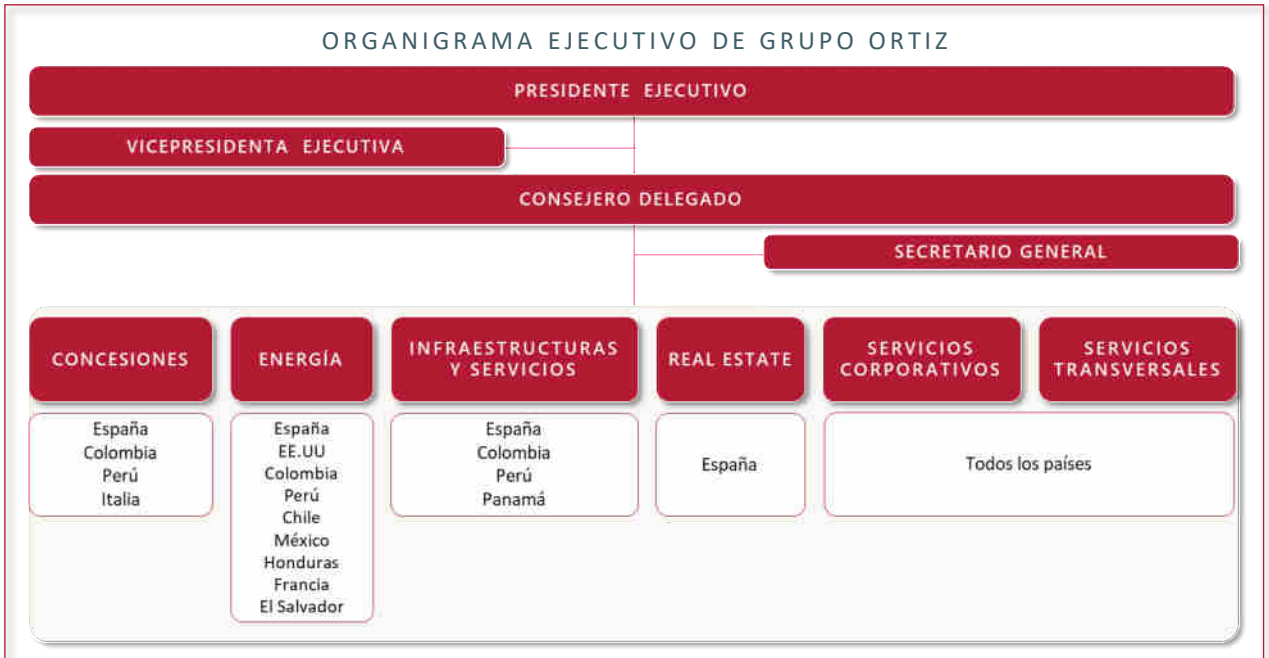 ORGANIGRAMA EJECUTIVO DE GRUPO ORTIZ
PRESIDENTE EJECUTIVO
VICEPRESIDENTA EJECUTIVA
CONSEJERO DELEGADO
SECRETARIO GENERAL
CONCESIONES
España
Colombia
Perú
Italia
ENERGÍA
España
EE.UU
Colombia
Perú
Chile
México
Honduras
Francia
El Salvador
INFRAESTRUCTURAS
Y SERVICIOS
España
Colombia
Perú
Panamá
REAL ESTATE
España
SERVICIOS
CORPORATIVOS
SERVICIOS
TRANSVERSALES
Todos los países